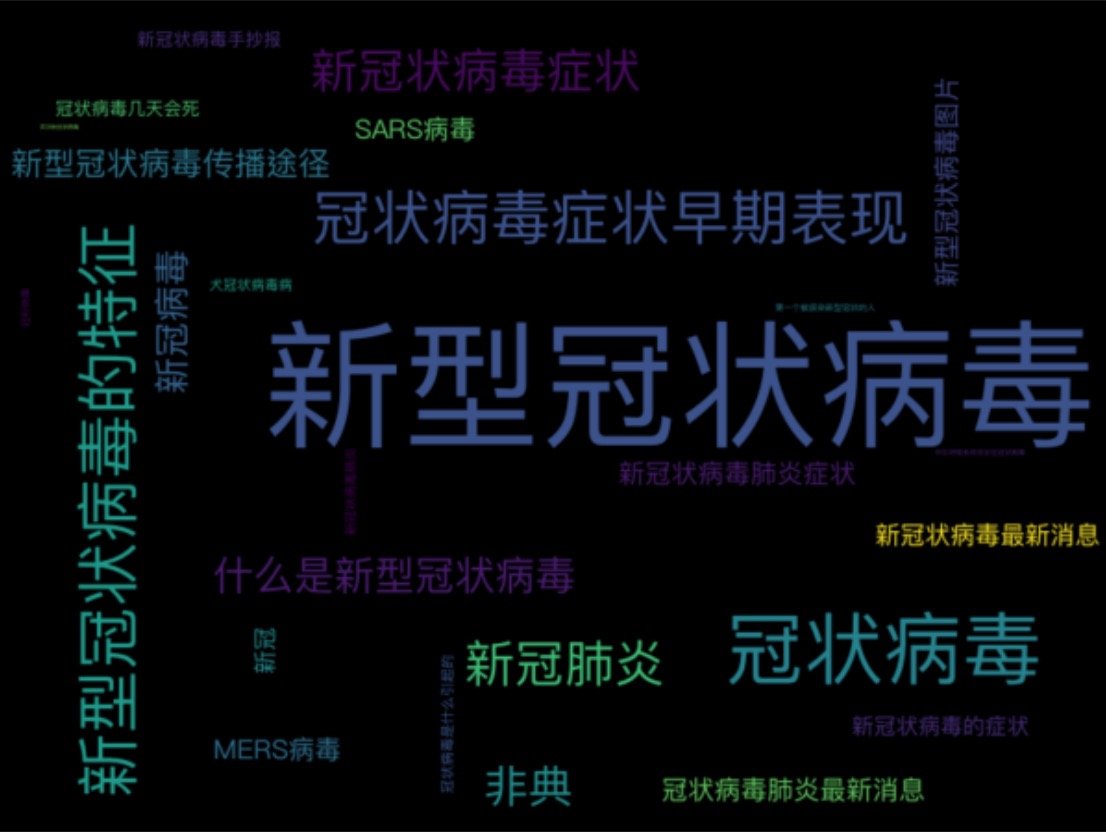 新冠状病毒手抄报
新冠状病毒症状
冠状病毒几天会死
SARS病毒
新型冠状病毒传播途径
新型冠状病毒图片
冠状病毒症状早期表现
新型冠状病毒的特征
新冠病毒
犬冠状病毒病
新型冠状病毒
新冠状病毒肺炎症状
新冠状病毒最新消息
什么是新型冠状病毒
新冠
新冠肺炎
冠状病毒
冠状病毒是什么引起的
新冠状病毒的症状
MERS病毒
非典
冠状病毒肺炎最新消息